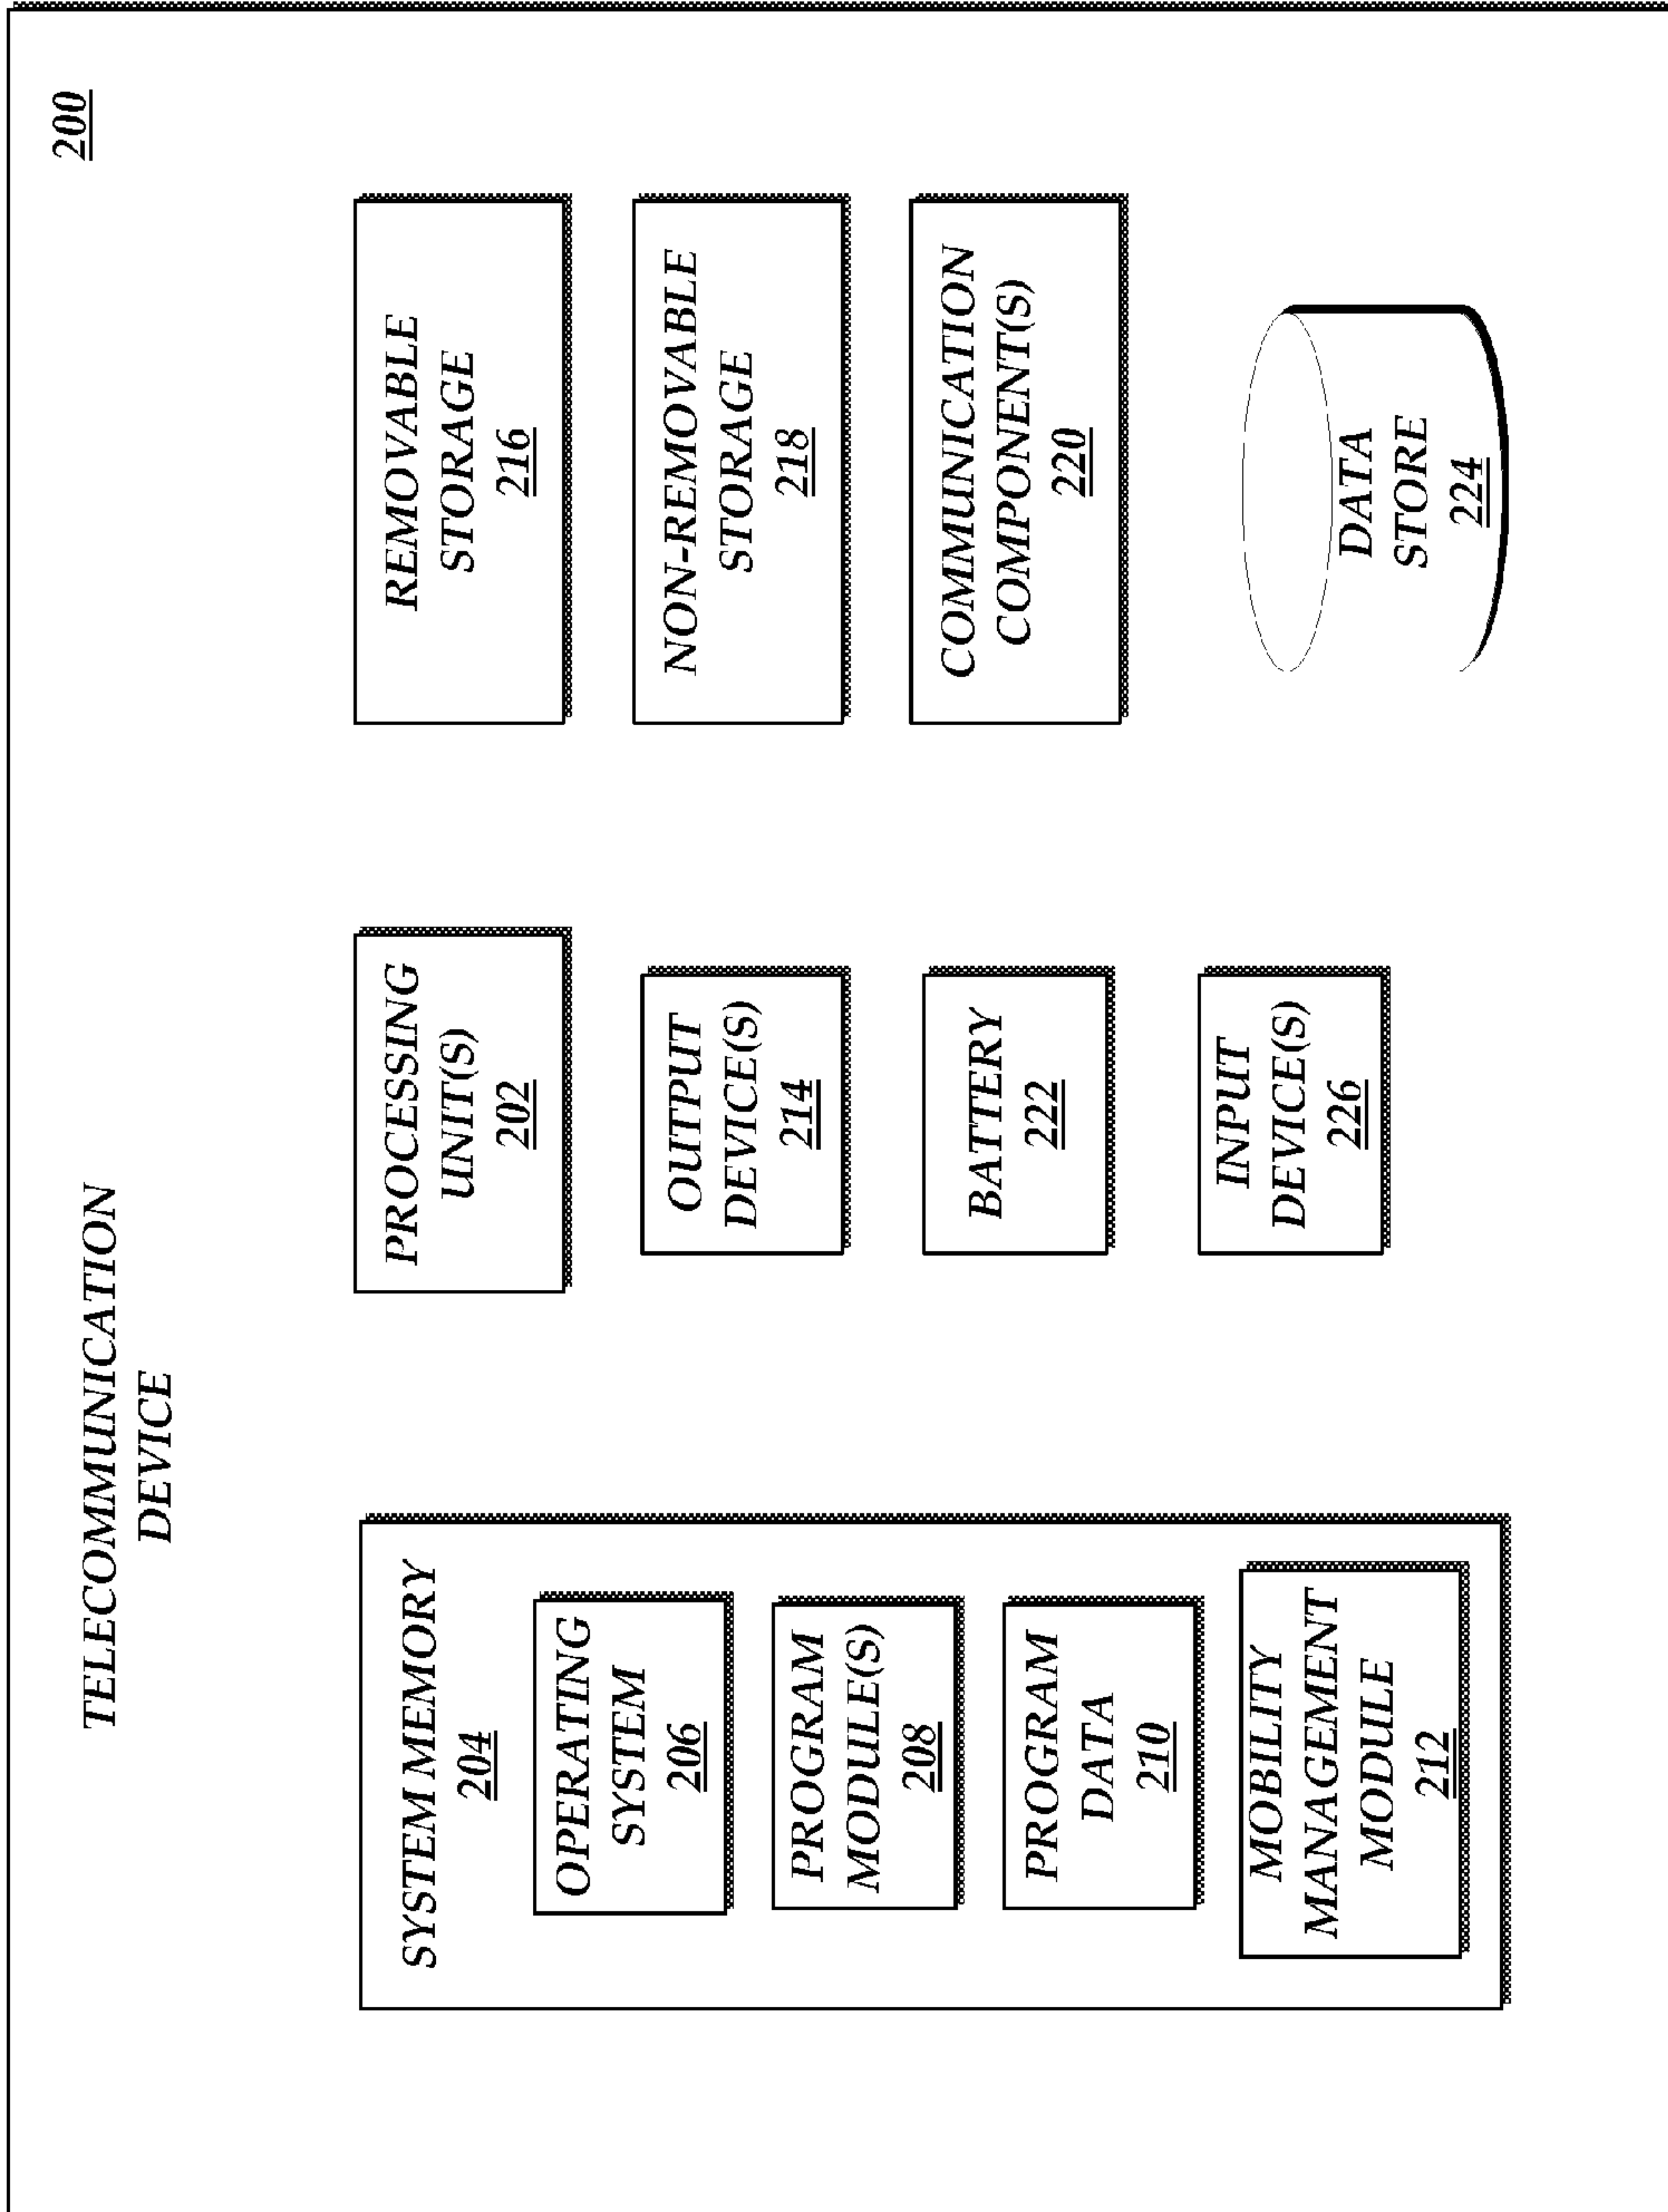 TELECOMMUNICATION
DEVICE
200
SYSTEM MEMORY
204
OPERATING
SYSTEM
206
PROGRAM
MODULE(S)
208
PROGRAM
DATA
210
MOBILITY
MANAGEMENT
MODULE
212
PROCESSING
UNIT(S)
202
OUTPUT
DEVICE(S)
214
BATTERY
222
INPUT
DEVICE(S)
226
REMOVABLE
STORAGE
216
NON-REMOVABLE
STORAGE
218
COMMUNICATION
COMPONENT(S)
220
DATA
STORE
224